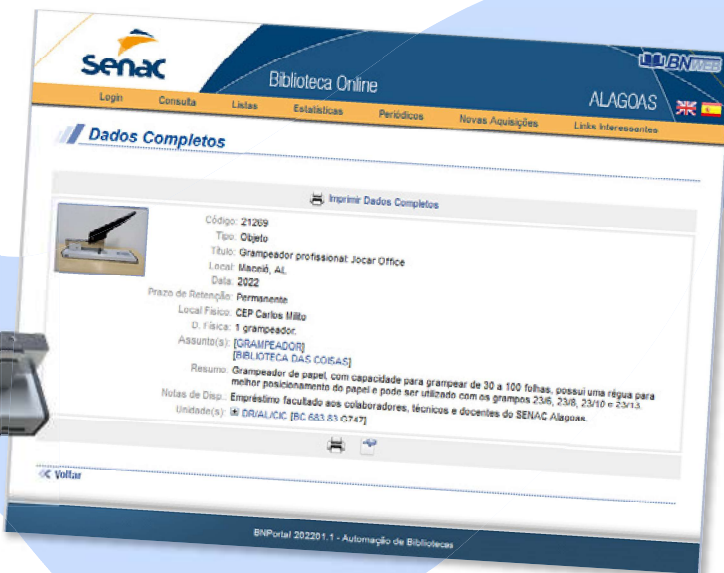 Senac
Biblioteca Online
BNWEB
ALAGOAS
Login Consulta Listas Estatísticas Periódicos Novas Aquisições Links Interessantes
Dados Completos
Imprimir Dados Completos
Código: 21269
Tipo: Objeto
Título: Grampeador profissional: Jocar Office
Local: Maceió, AL
Data: 2022
Prazo de Retenção: Permanente
Local Físico: CEP Carlos Milito
D. Física: 1 grampeador.
Assunto(s): [GRAMPEADOR]
[BIBLIOTECA DAS COISAS]
Resumo: Grampeador de papel, com capacidade para grampear de 30 a 100 folhas, possui uma régua para
melhor posicionamento do papel e pode ser utilizado com os grampos 23/6, 23/8, 23/10 e 23/13.
Notas de Disp.: Empréstimo facultado aos colaboradores, técnicos e docentes do SENAC Alagoas.
Unidade(s): DR/AL/CIC [BC 683.83 G747]
Voltar
BNPortal 202201.1 - Automação de Bibliotecas